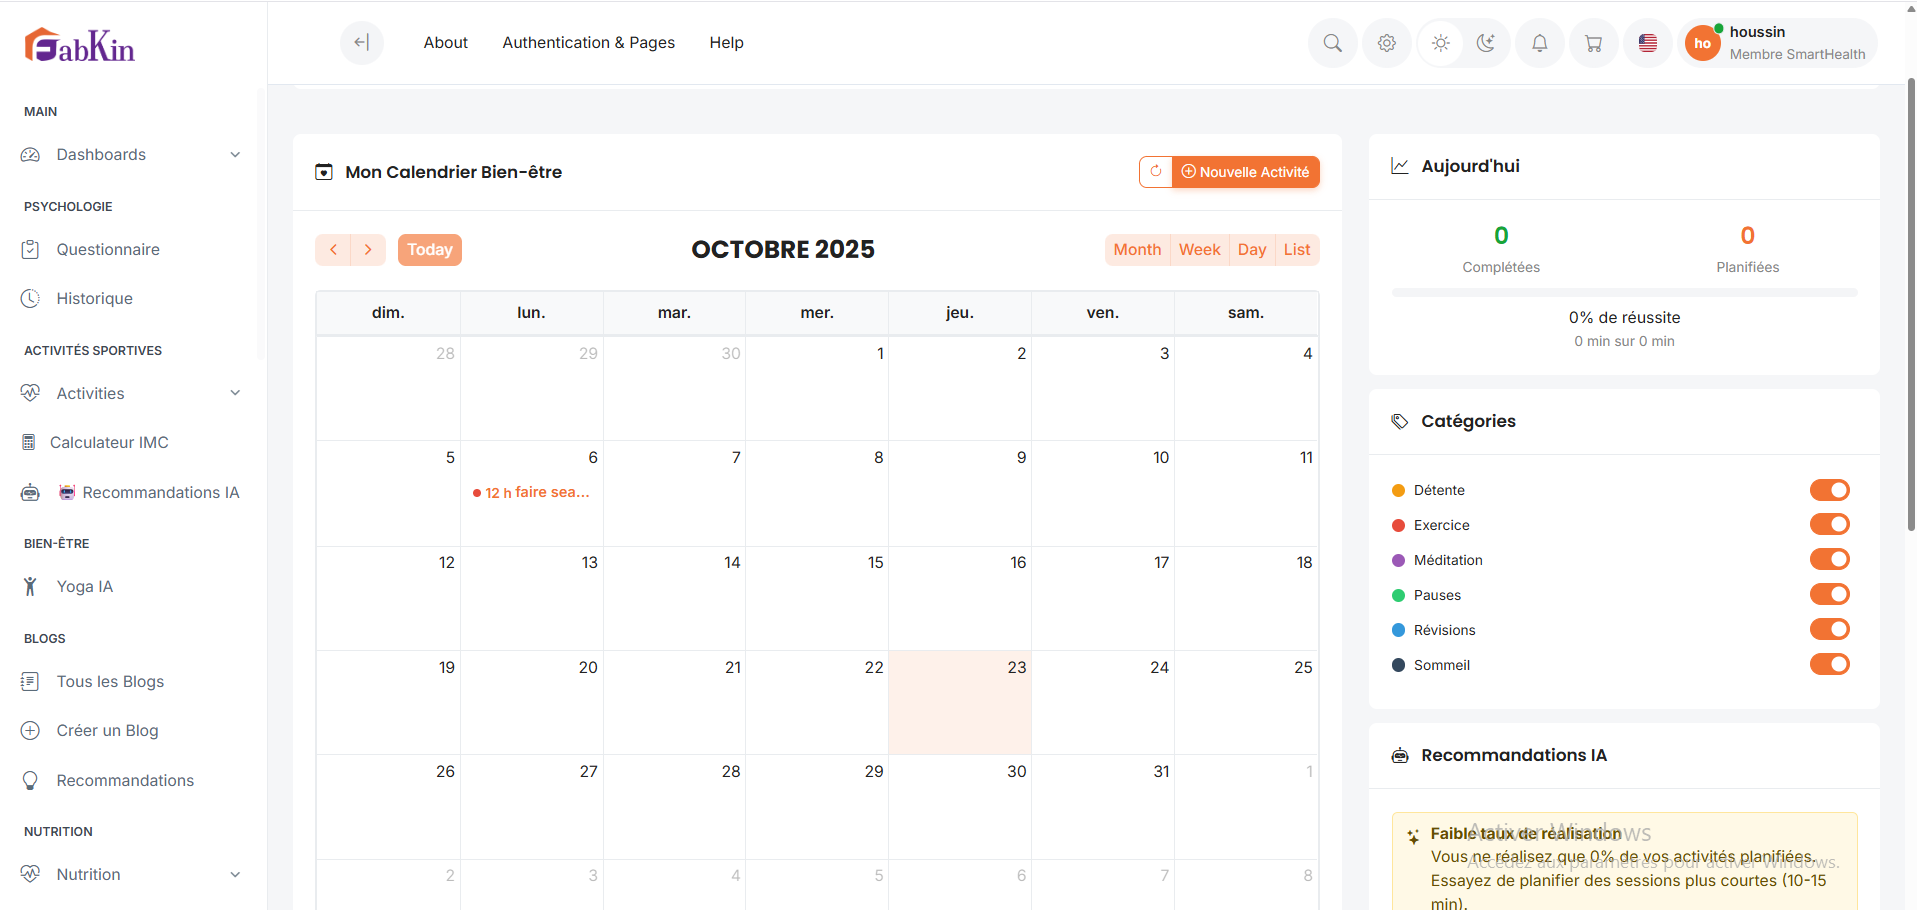 FabKin
About
Authentication & Pages
Help
ho
houssin
Membre SmartHealth
MAIN
Dashboards
PSYCHOLOGIE
Questionnaire
Historique
ACTIVITÉS SPORTIVES
Activities
Calculateur IMC
Recommandations IA
BIEN-ÊTRE
Yoga IA
BLOGS
Tous les Blogs
Créer un Blog
Recommandations
NUTRITION
Nutrition
Mon Calendrier Bien-être
Nouvelle Activité
Today
OCTOBRE 2025
Month Week Day List
dim. lun. mar. mer. jeu. ven. sam.
28 29 30 1 2 3 4
5 6 7 8 9 10 11
12 h faire sea...
12 13 14 15 16 17 18
19 20 21 22 23 24 25
26 27 28 29 30 31 1
2 3 4 5 6 7 8
Aujourd'hui
0 0
Complétées Planifiées
0% de réussite
0 min sur 0 min
Catégories
Détente
Exercice
Méditation
Pauses
Révisions
Sommeil
Recommandations IA
Faible taux de réalisation
Vous ne réalisez que 0% de vos activités planifiées.
Essayez de planifier des sessions plus courtes (10-15
min).
Activer Windows
Accédez aux paramètres pour activer Windows.